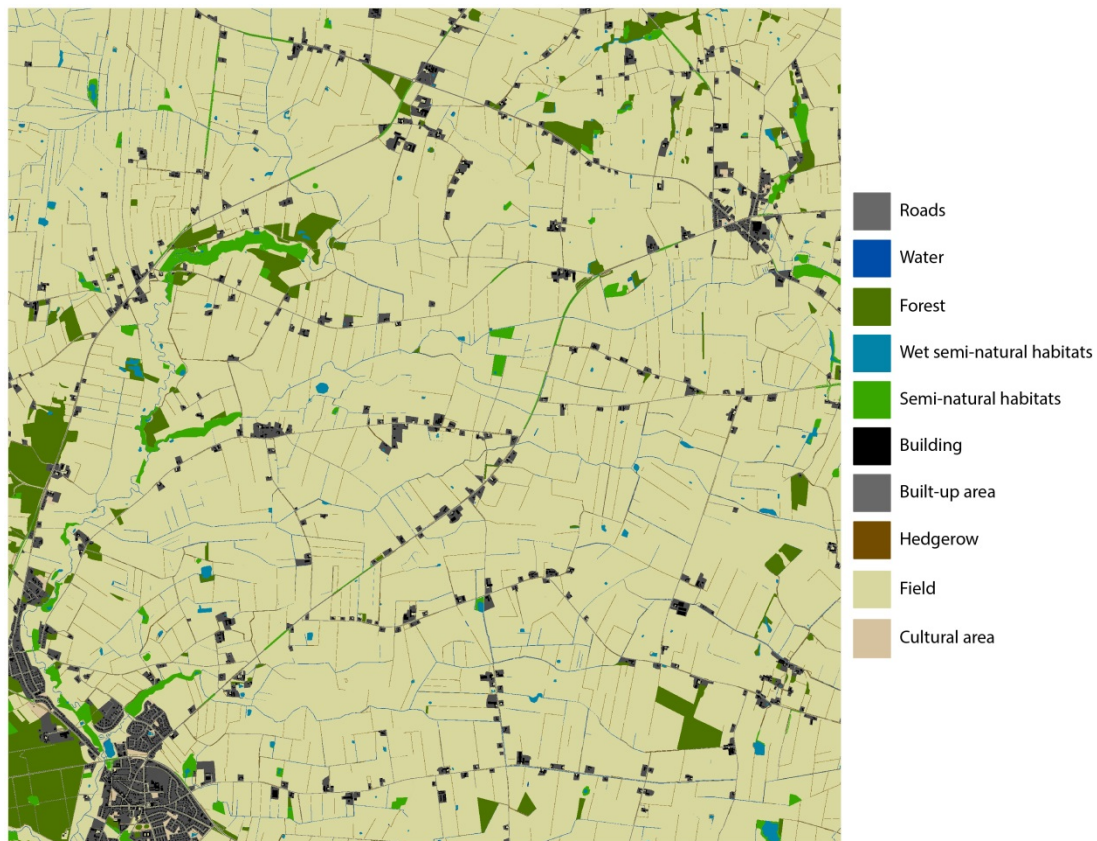 Roads
Water
Forest
Wet semi-natural habitats
Semi-natural habitats
Building
Built-up area
Hedgerow
Field
Cultural area